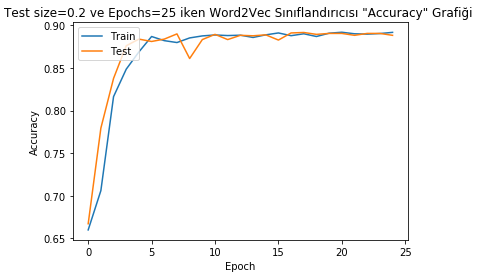 Test size=0.2 ve Epochs=25 iken Word2Vec Sınıflandırıcısı "Accuracy" Grafiği
Train
Test
0.90
0.85
0.80
0.75
0.70
0.65
Accuracy
0
5
10
15
20
25
Epoch